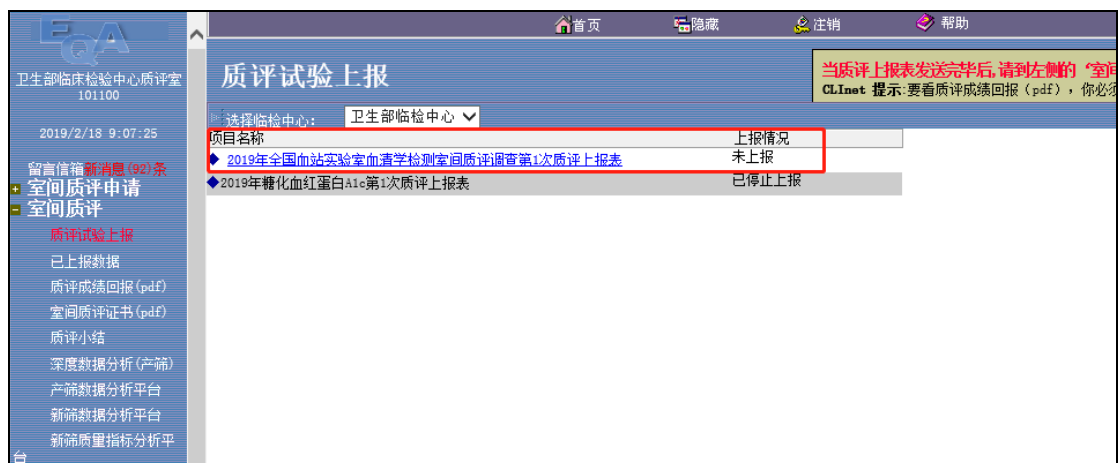 首页 隐藏 注销 帮助
EQA
卫生部临床检验中心质评室
101100
2019/2/18 9:07:25
留言信箱新消息(92)条
室间质评申请
室间质评
质评试验上报
已上报数据
质评成绩回报(pdf)
室间质评证书(pdf)
质评小结
深度数据分析(产筛)
产筛数据分析平台
新筛数据分析平台
新筛质量指标分析平
台
质评试验上报
当质评上报表发送完毕后,请到左侧的 “室间
CLInet 提示:要看质评成绩回报（pdf），你必须
选择临检中心： 卫生部临检中心
项目名称 上报情况
2019年全国血站实验室血清学检测室间质评调查第1次质评上报表 未上报
2019年糖化血红蛋白A1c第1次质评上报表 已停止上报